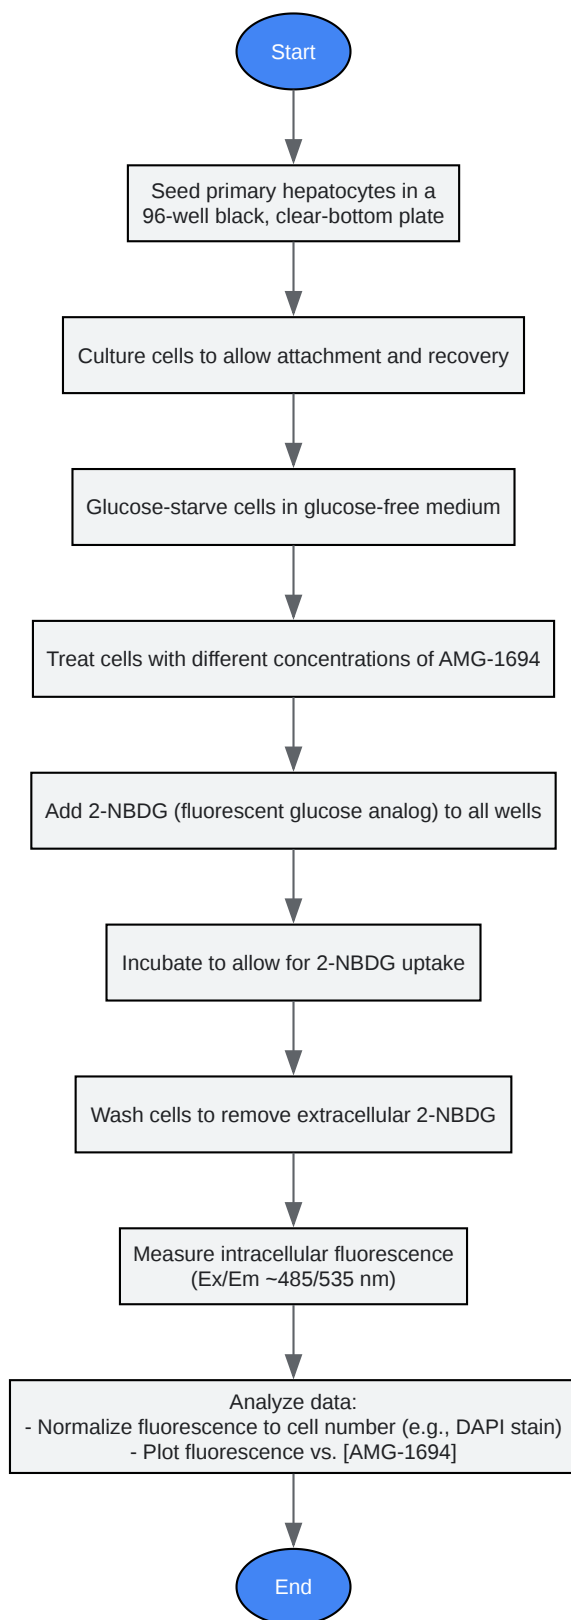 Start
Seed primary hepatocytes in a
96-well black, clear-bottom plate
Culture cells to allow attachment and recovery
Glucose-starve cells in glucose-free medium
Treat cells with different concentrations of AMG-1694
Add 2-NBDG (fluorescent glucose analog) to all wells
Incubate to allow for 2-NBDG uptake
Wash cells to remove extracellular 2-NBDG
Measure intracellular fluorescence
(Ex/Em ~485/535 nm)
Analyze data:
- Normalize fluorescence to cell number (e.g., DAPI stain)
- Plot fluorescence vs. [AMG-1694]
End